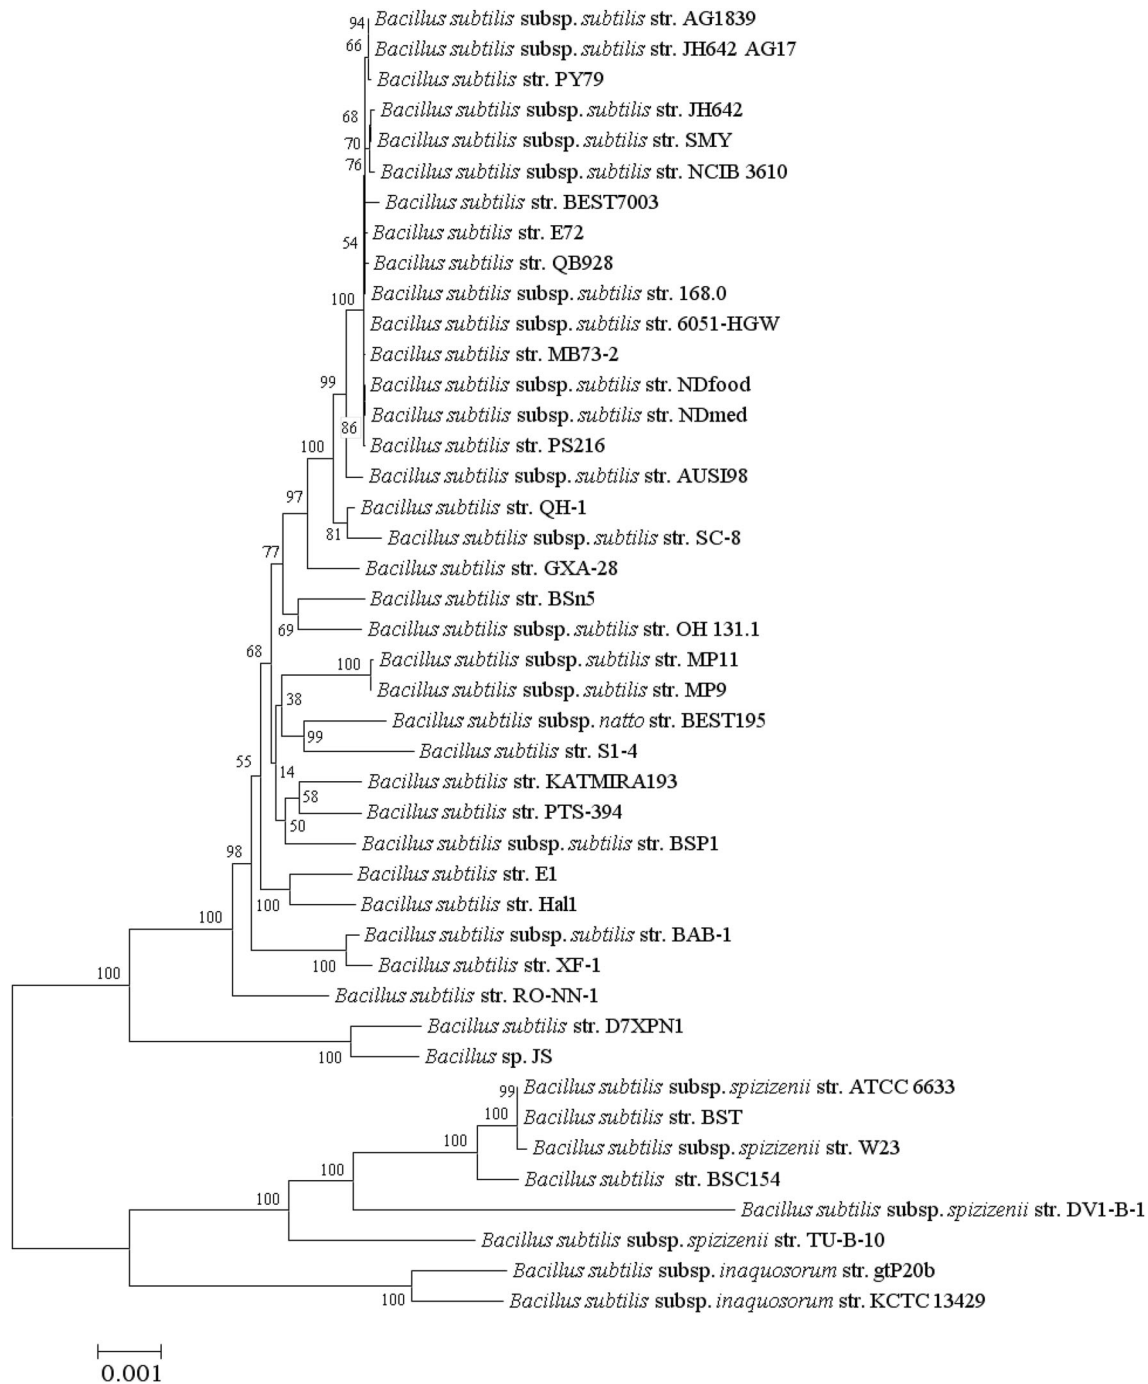 94 Bacillus subtilis subsp. subtilis str. AG1839
66 Bacillus subtilis subsp. subtilis str. JH642 AG17
Bacillus subtilis str. PY79
68 Bacillus subtilis subsp. subtilis str. JH642
70 Bacillus subtilis subsp. subtilis str. SMY
76 Bacillus subtilis subsp. subtilis str. NCIB 3610
Bacillus subtilis str. BEST7003
54 Bacillus subtilis str. E72
Bacillus subtilis str. QB928
100 Bacillus subtilis subsp. subtilis str. 168.0
Bacillus subtilis subsp. subtilis str. 6051-HGW
Bacillus subtilis str. MB73-2
99 Bacillus subtilis subsp. subtilis str. NDfood
86 Bacillus subtilis subsp. subtilis str. NDmed
100 Bacillus subtilis str. PS216
Bacillus subtilis subsp. subtilis str. AUSI98
97 Bacillus subtilis str. QH-1
81 Bacillus subtilis subsp. subtilis str. SC-8
77 Bacillus subtilis str. GXA-28
Bacillus subtilis str. BSn5
69 Bacillus subtilis subsp. subtilis str. OH 131.1
68 100 Bacillus subtilis subsp. subtilis str. MP11
Bacillus subtilis subsp. subtilis str. MP9
38 Bacillus subtilis subsp. natto str. BEST195
99 Bacillus subtilis str. S1-4
55 14 Bacillus subtilis str. KATMIRA193
58 Bacillus subtilis str. PTS-394
50 Bacillus subtilis subsp. subtilis str. BSP1
98 Bacillus subtilis str. E1
100 Bacillus subtilis str. Hal1
100 Bacillus subtilis subsp. subtilis str. BAB-1
100 Bacillus subtilis str. XF-1
100 Bacillus subtilis str. RO-NN-1
Bacillus subtilis str. D7XPN1
100 Bacillus sp. JS
99 Bacillus subtilis subsp. spizizenii str. ATCC 6633
100 Bacillus subtilis str. BST
100 Bacillus subtilis subsp. spizizenii str. W23
100 Bacillus subtilis str. BSC154
100 Bacillus subtilis subsp. spizizenii str. DV1-B-1
Bacillus subtilis subsp. spizizenii str. TU-B-10
Bacillus subtilis subsp. inaquosorum str. gtP20b
100 Bacillus subtilis subsp. inaquosorum str. KCTC 13429
0.001